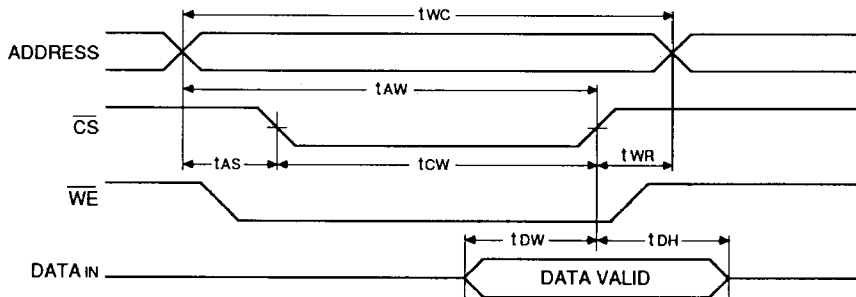 tWC
ADDRESS
tAW
CS
tAS
tCW
tWR
WE
tDW
tDH
DATA IN
DATA VALID